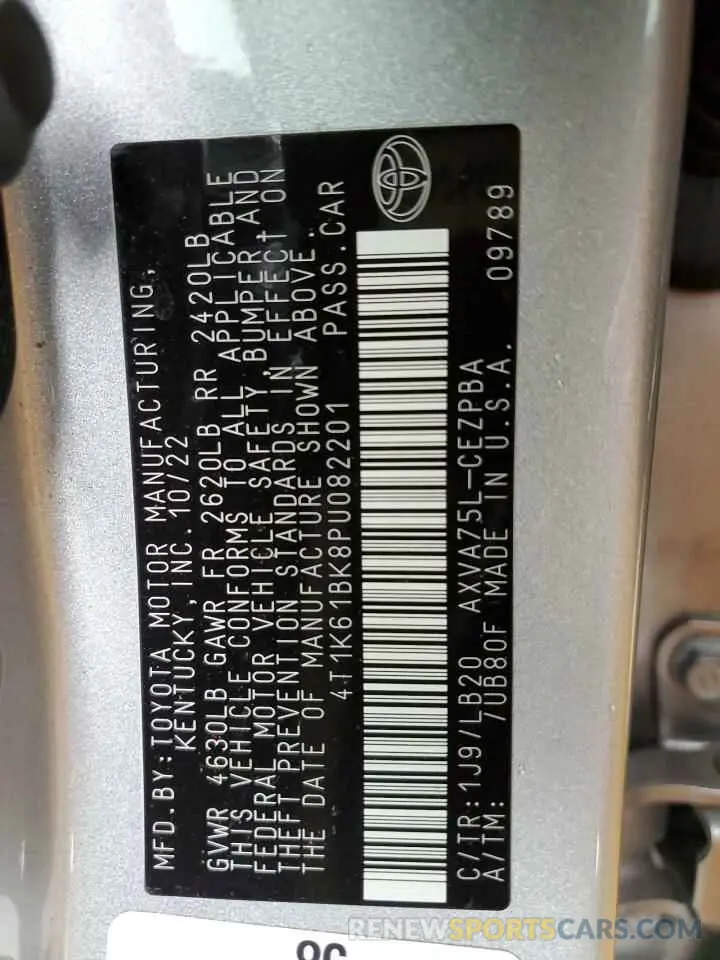 MFD.BY:TOYOTA MOTOR MANUFACTURING,
KENTUCKY, INC. 10/22
GVWR 4630LB GAWR FR 2620LB RR 2420LB
THIS VEHICLE CONFORMS TO ALL APPLICABLE
FEDERAL MOTOR VEHICLE SAFETY, BUMPER, AND
THEFT PREVENTION STANDARDS IN EFFECT ON
THE DATE OF MANUFACTURE SHOWN ABOVE.
4T1K61BK8PU082201 PASS.CAR
C/TR:1J9/LB20 AXVA75L-CEZPBA 09789
A/TM: 7UB80F MADE IN U.S.A.
RENEWSPORTSCARS.COM